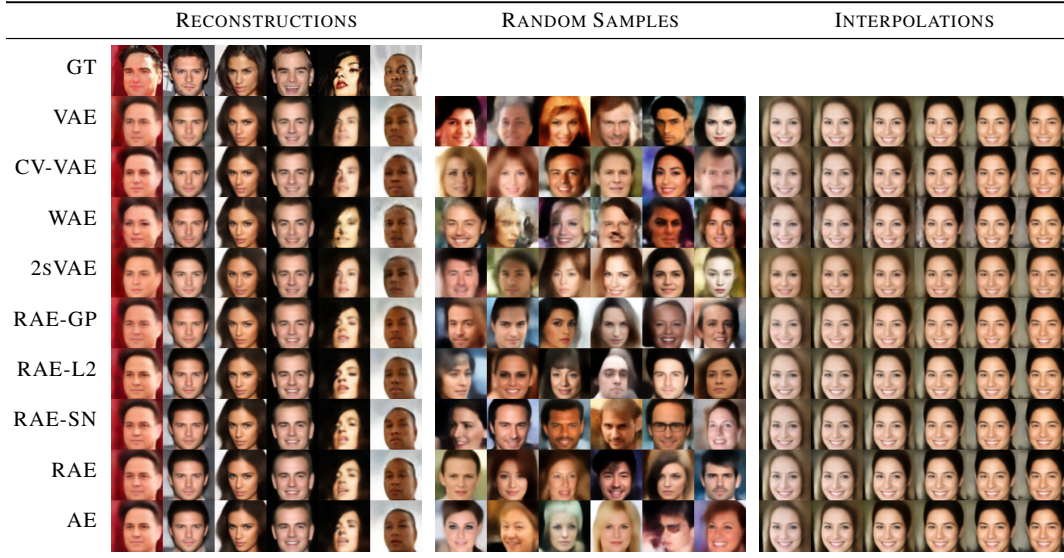 RECONSTRUCTIONS RANDOM SAMPLES INTERPOLATIONS
GT
VAE
CV-VAE
WAE
2SVAE
RAE-GP
RAE-L2
RAE-SN
RAE
AE